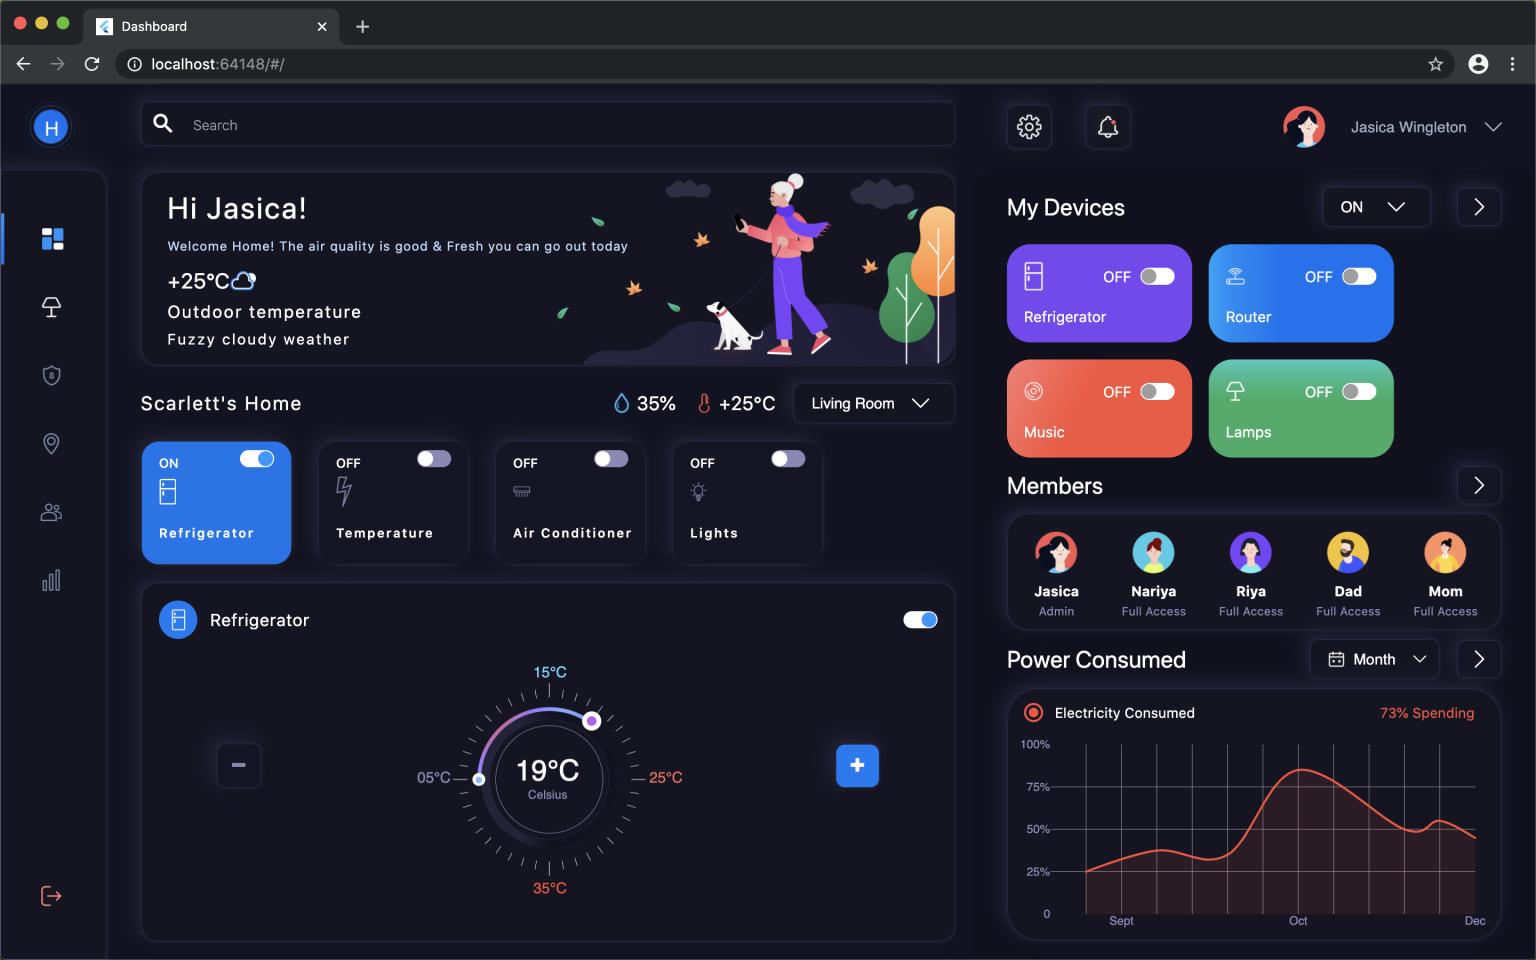 Dashboard
localhost:64148/#/
H
Search
Jasica Wingleton
Hi Jasica!
Welcome Home! The air quality is good & Fresh you can go out today
+25°C
Outdoor temperature
Fuzzy cloudy weather
Scarlett's Home
35%
+25°C
Living Room
ON
Refrigerator
OFF
Temperature
OFF
Air Conditioner
OFF
Lights
Refrigerator
15°C
05°C
19°C
Celsius
25°C
35°C
My Devices
ON
OFF
Refrigerator
OFF
Router
OFF
Music
OFF
Lamps
Members
Jasica
Admin
Nariya
Full Access
Riya
Full Access
Dad
Full Access
Mom
Full Access
Power Consumed
Month
Electricity Consumed
73% Spending
100%
75%
50%
25%
0
Sept
Oct
Dec